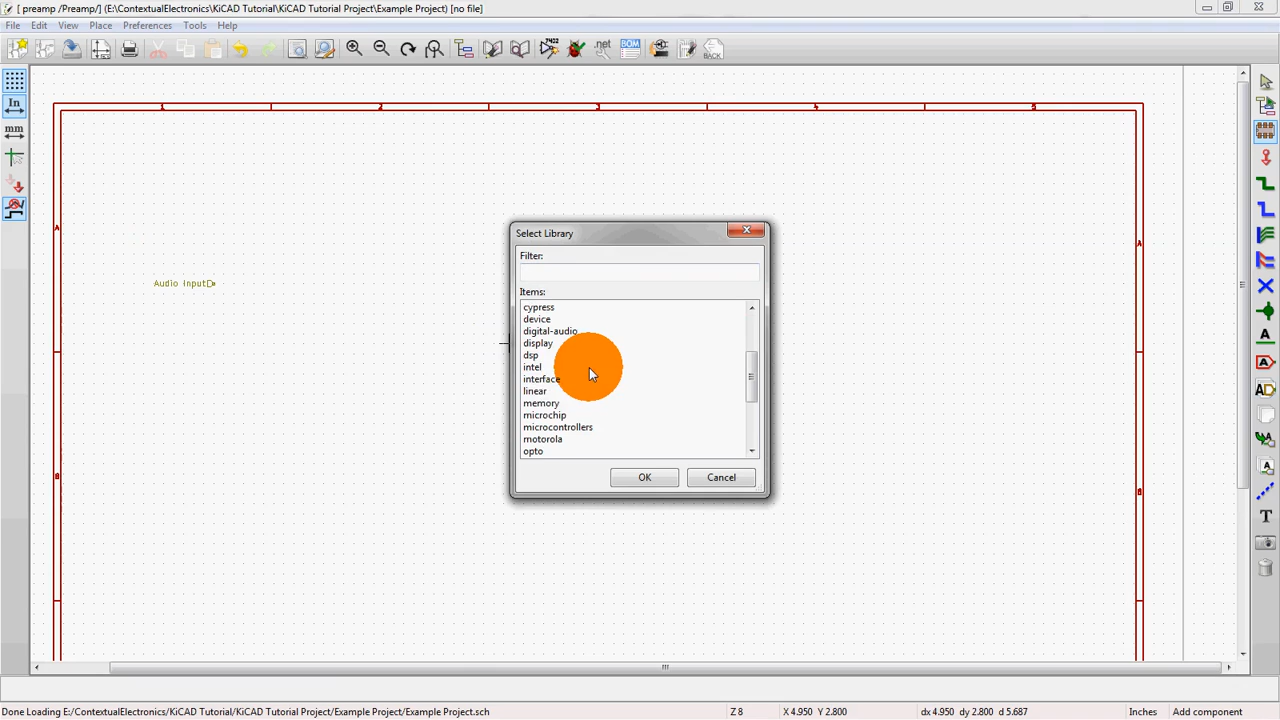 [ preamp /Preamp/] (E:\ContextualElectronics\KiCAD Tutorial\KiCAD Tutorial Project\Example Project) [no file]
File Edit View Place Preferences Tools Help
.net BOM BACK
In
mm
1 2 3 4 5
A A
Audio Input
B B
Select Library
Filter:
Items:
cypress
device
digital-audio
display
dsp
intel
interface
linear
memory
microchip
microcontrollers
motorola
opto
OK Cancel
A
A
A
T
Done Loading E:/ContextualElectronics/KiCAD Tutorial/KiCAD Tutorial Project/Example Project/Example Project.sch Z 8 X 4.950 Y 2.800 dx 4.950 dy 2.800 d 5.687 Inches Add component